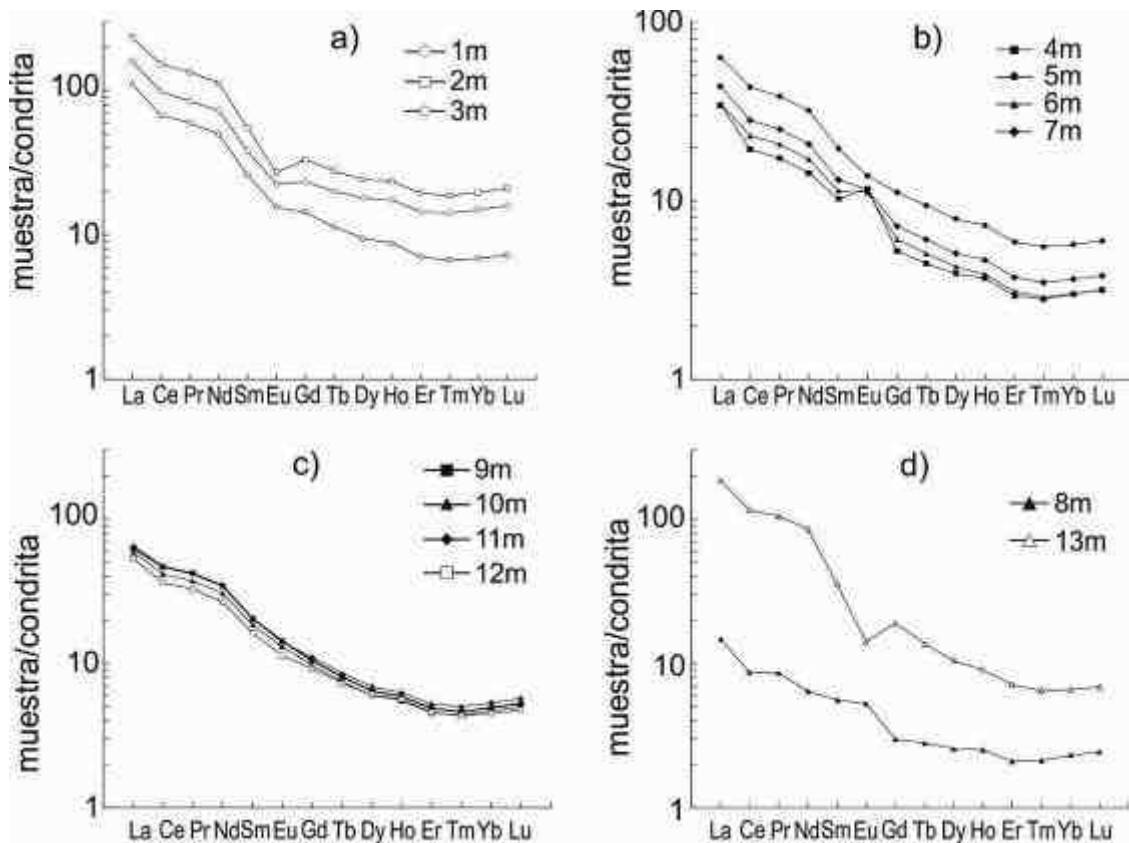 a)
1m
2m
3m
100
10
1
muestra/condrita
La Ce Pr Nd Sm Eu Gd Tb Dy Ho Er Tm Yb Lu
b)
4m
5m
6m
7m
100
10
1
muestra/condrita
La Ce Pr Nd Sm Eu Gd Tb Dy Ho Er Tm Yb Lu
c)
9m
10m
11m
12m
100
10
1
muestra/condrita
La Ce Pr Nd Sm Eu Gd Tb Dy Ho Er Tm Yb Lu
d)
8m
13m
100
10
1
muestra/condrita
La Ce Pr Nd Sm Eu Gd Tb Dy Ho Er Tm Yb Lu